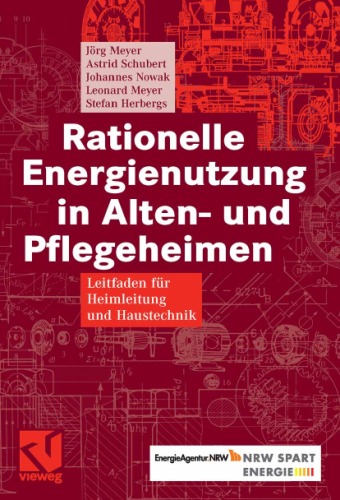 Jörg Meyer
Astrid Schubert
Johannes Nowak
Leonard Meyer
Stefan Herbergs
Rationelle
Energienutzung
in Alten- und
Pflegeheimen
Leitfaden für
Heimleitung
und Haustechnik
vieweg
EnergieAgentur.NRW
NRW SPART
ENERGIE